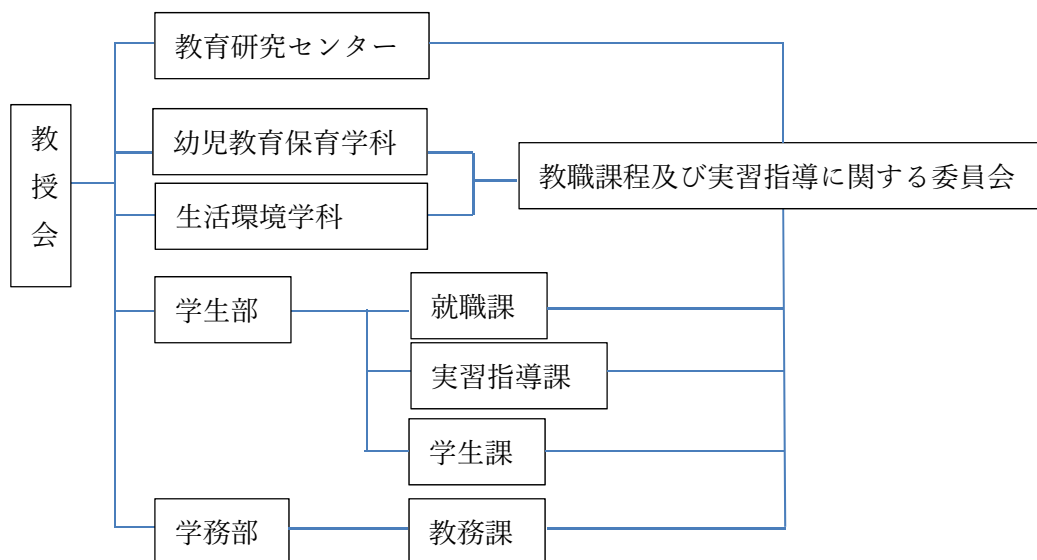 教育研究センター
教授会
幼児教育保育学科
教職課程及び実習指導に関する委員会
生活環境学科
学生部
就職課
実習指導課
学生課
学務部
教務課